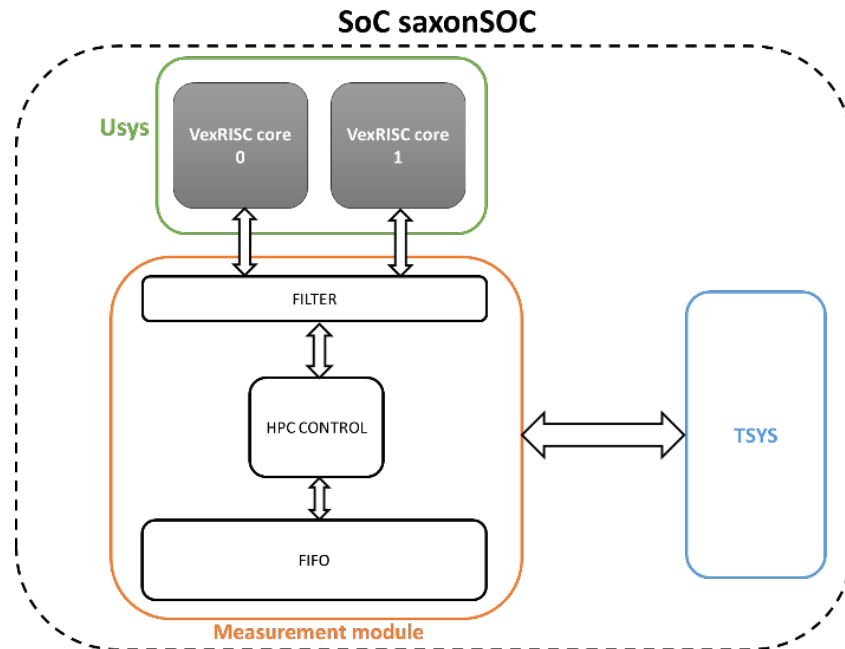 SoC saxonSOC
Usys
VexRISC core
0
VexRISC core
1
FILTER
HPC CONTROL
TSYS
FIFO
Measurement module